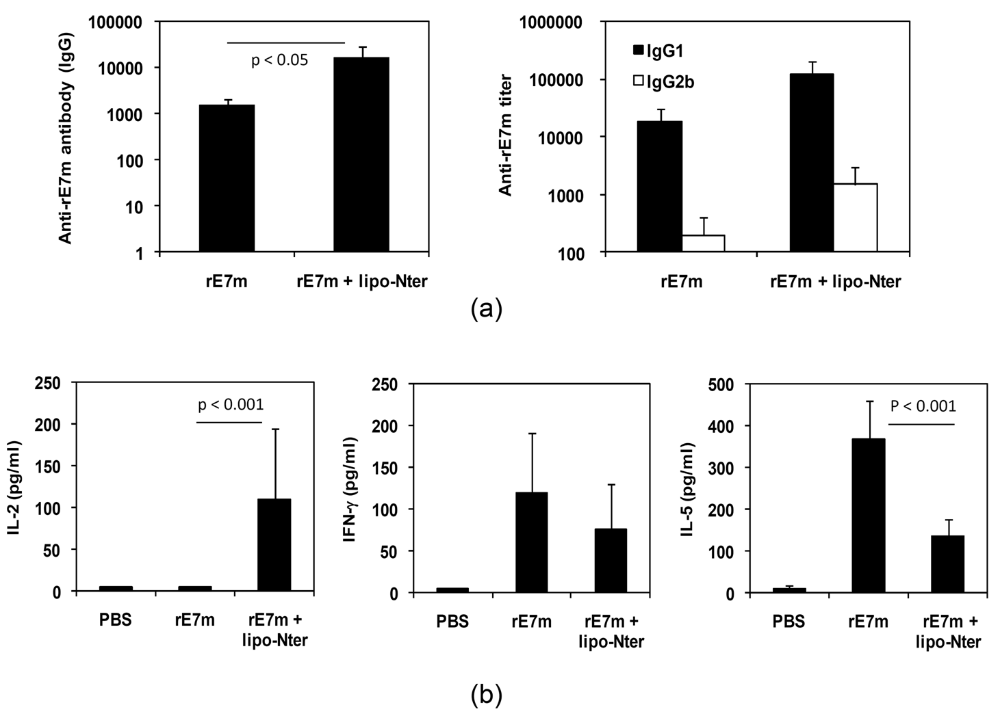 Anti-rE7m antibody (IgG)
100000
10000
1000
100
10
1
p < 0.05
rE7m
rE7m + lipo-Nter
Anti-rE7m titer
1000000
100000
10000
1000
100
IgG1
IgG2b
rE7m
rE7m + lipo-Nter
(a)
IL-2 (pg/ml)
250
200
150
100
50
0
p < 0.001
PBS
rE7m
rE7m +
lipo-Nter
IFN-γ (pg/ml)
250
200
150
100
50
0
PBS
rE7m
rE7m +
lipo-Nter
IL-5 (pg/ml)
500
400
300
200
100
0
P < 0.001
PBS
rE7m
rE7m +
lipo-Nter
(b)